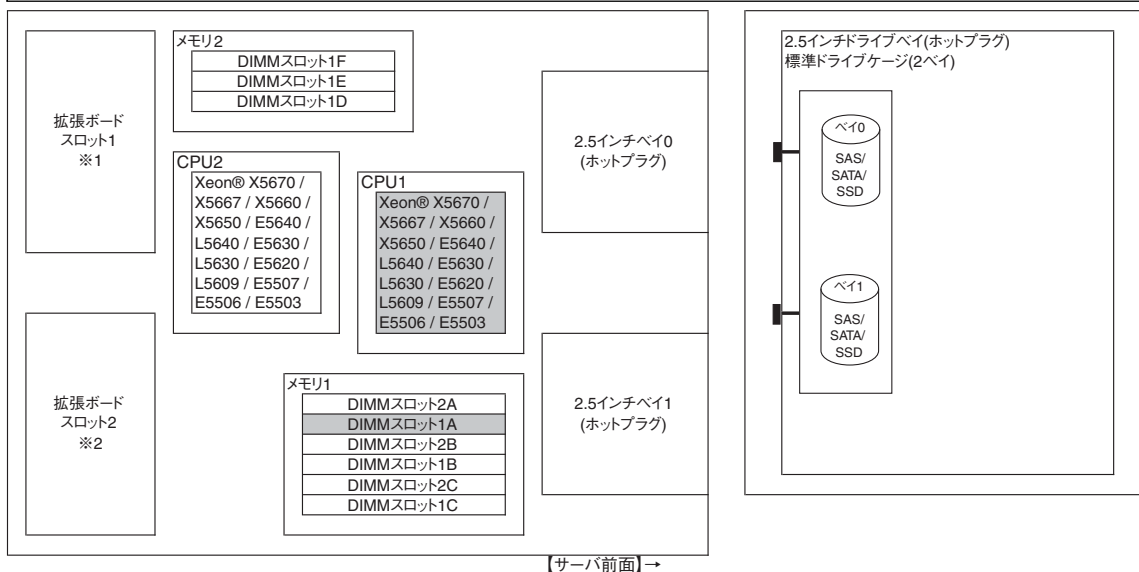 拡張ボード
スロット1
※1
メモリ2
DIMMスロット1F
DIMMスロット1E
DIMMスロット1D
CPU2
Xeon® X5670 /
X5667 / X5660 /
X5650 / E5640 /
L5640 / E5630 /
L5630 / E5620 /
L5609 / E5507 /
E5506 / E5503
CPU1
Xeon® X5670 /
X5667 / X5660 /
X5650 / E5640 /
L5640 / E5630 /
L5630 / E5620 /
L5609 / E5507 /
E5506 / E5503
2.5インチベイ0
(ホットプラグ)
拡張ボード
スロット2
※2
メモリ1
DIMMスロット2A
DIMMスロット1A
DIMMスロット2B
DIMMスロット1B
DIMMスロット2C
DIMMスロット1C
2.5インチベイ1
(ホットプラグ)
【サーバ前面】→
2.5インチドライブベイ(ホットプラグ)
標準ドライブケージ(2ベイ)
ベイ0
SAS/
SATA/
SSD
ベイ1
SAS/
SATA/
SSD